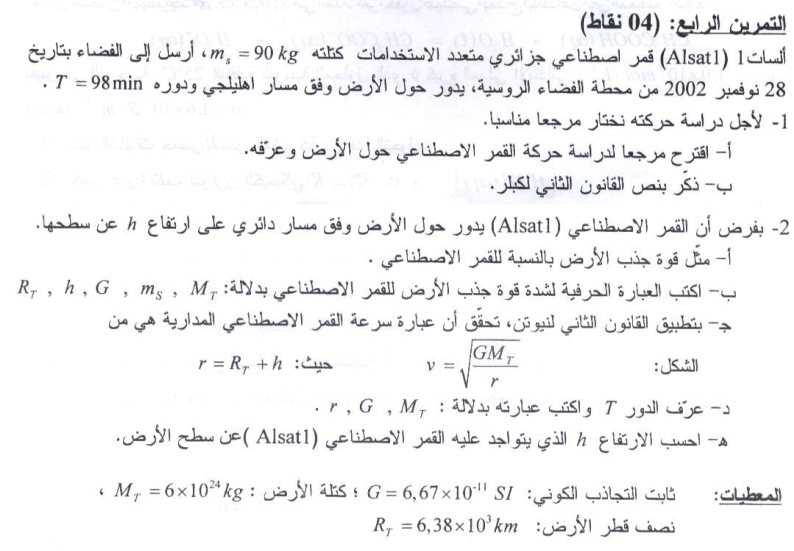 التمرين الرابع: (04 نقاط)
ألسات1 (Alsat1) قمر اصطناعي جزائري متعدد الاستخدامات كتلته m_s = 90 kg، أرسل إلى الفضاء بتاريخ
28 نوفمبر 2002 من محطة الفضاء الروسية، يدور حول الأرض وفق مسار اهليلجي ودوره T = 98 min .
1- لأجل دراسة حركته نختار مرجعا مناسبا.
أ- اقترح مرجعا لدراسة حركة القمر الاصطناعي حول الأرض وعرفه.
ب- ذكّر بنص القانون الثاني لكبلر.
2- بفرض أن القمر الاصطناعي (Alsat1) يدور حول الأرض وفق مسار دائري على ارتفاع h عن سطحها.
أ- مثّل قوة جذب الأرض بالنسبة للقمر الاصطناعي .
ب- اكتب العبارة الحرفية لشدة قوة جذب الأرض للقمر الاصطناعي بدلالة: R_T , h , G , m_S , M_T
جـ- بتطبيق القانون الثاني لنيوتن، تحقّق أن عبارة سرعة القمر الاصطناعي المدارية هي من
الشكل: v = √(GM_T / r) حيث: r = R_T + h
د- عرّف الدور T واكتب عبارته بدلالة : r , G , M_T .
هـ- احسب الارتفاع h الذي يتواجد عليه القمر الاصطناعي (Alsat1 )عن سطح الأرض.
المعطيات: ثابت التجاذب الكوني: G = 6,67×10⁻¹¹ SI ؛ كتلة الأرض : M_T = 6×10²⁴ kg ،
نصف قطر الأرض: R_T = 6,38×10³ km